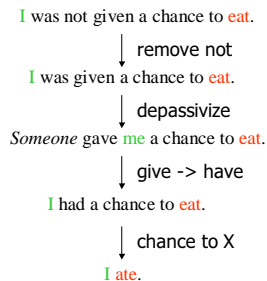 I was not given a chance to eat.
remove not
I was given a chance to eat.
depassivize
Someone gave me a chance to eat.
give -> have
I had a chance to eat.
chance to X
I ate.